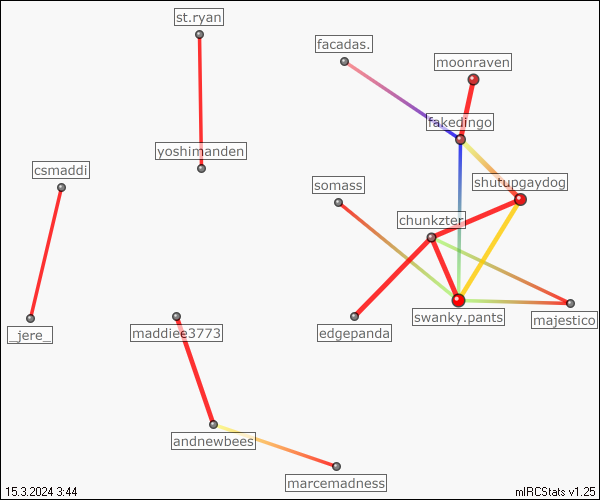 st.ryan
facadas.
moonraven
fakedingo
yoshimanden
csmaddi
somass
shutupgaydog
chunkzter
swanky.pants
majestico
edgepanda
_jere_
maddiee3773
andnewbees
marcemadness
15.3.2024 3:44
mIRCStats v1.25